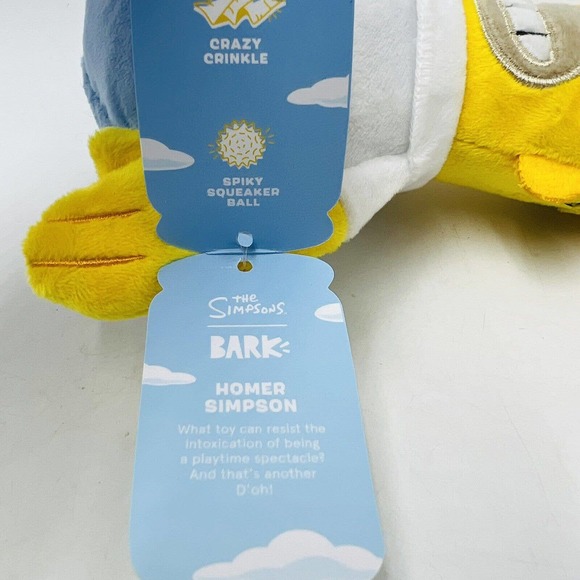 CRAZY
CRINKLE
SPIKY
SQUEAKER
BALL
THE
SIMPSONS
BARK
HOMER
SIMPSON
What toy can resist the
intoxication of being
a playtime spectacle?
And that's another
D'oh!